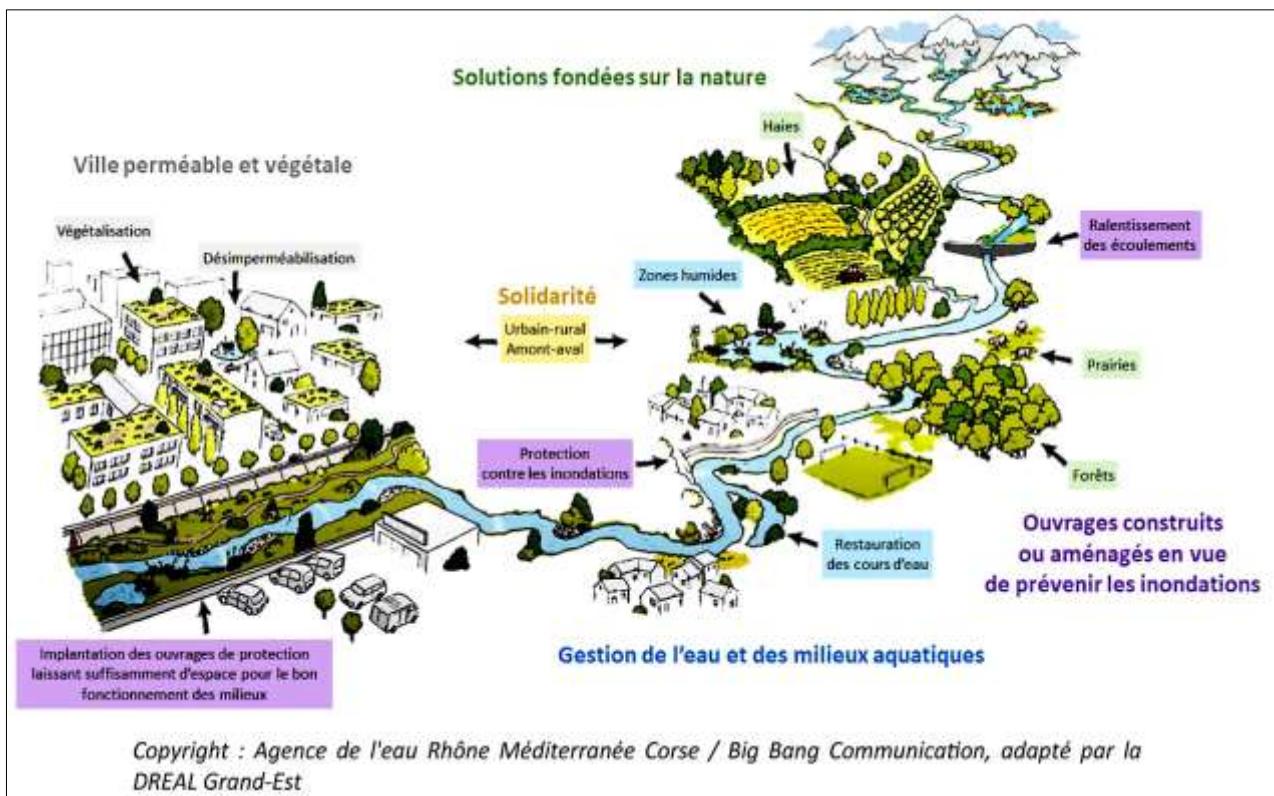 Solutions fondées sur la nature
Haies
Ville perméable et végétale
Végétalisation
Désimperméabilisation
Ralentissement
des écoulements
Zones humides
Solidarité
Urbain-rural
Amont-aval
Prairies
Protection
contre les inondations
Forêts
Ouvrages construits
ou aménagés en vue
de prévenir les inondations
Restauration
des cours d'eau
Implantation des ouvrages de protection
laissant suffisamment d'espace pour le bon
fonctionnement des milieux
Gestion de l'eau et des milieux aquatiques
Copyright : Agence de l'eau Rhône Méditerranée Corse / Big Bang Communication, adapté par la
DREAL Grand-Est